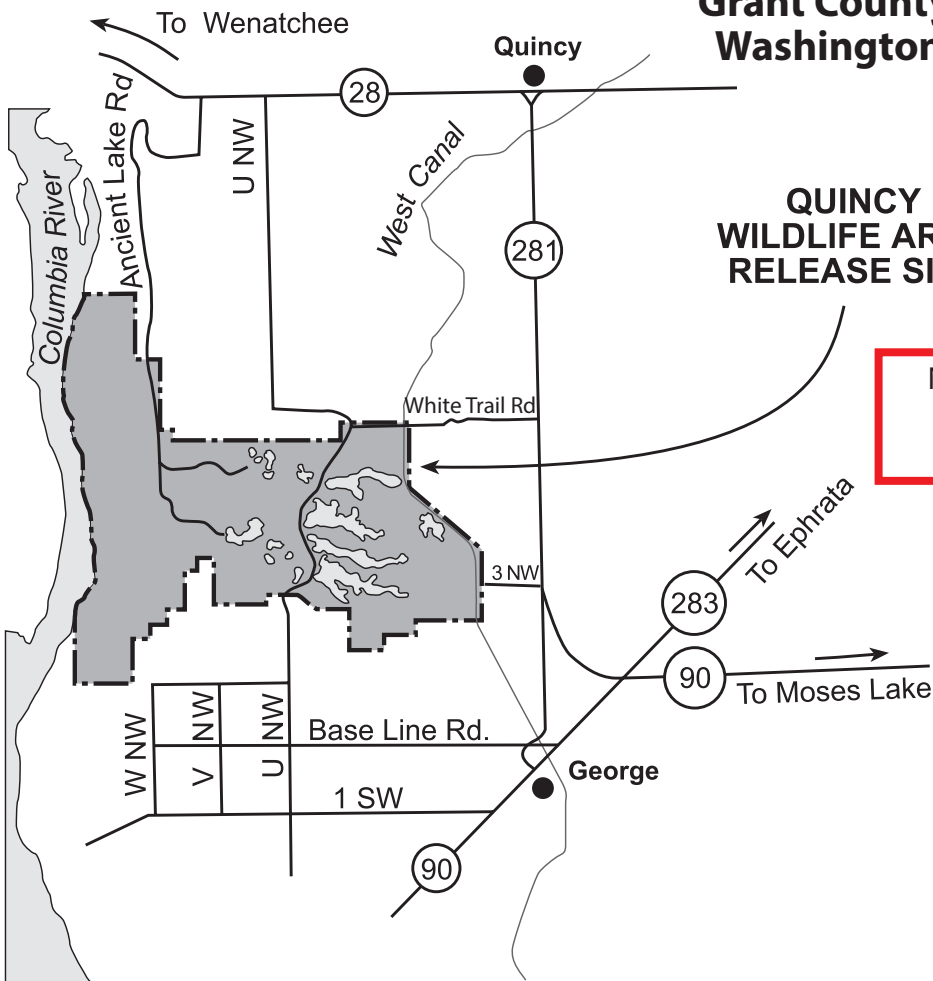 Grant County
Washington
To Wenatchee
Quincy
28
Ancient Lake Rd
U NW
West Canal
Columbia River
281
QUINCY
WILDLIFE AR
RELEASE SI
White Trail Rd
3 NW
To Ephrata
283
90
To Moses Lake
W NW
V NW
U NW
Base Line Rd.
George
1 SW
90